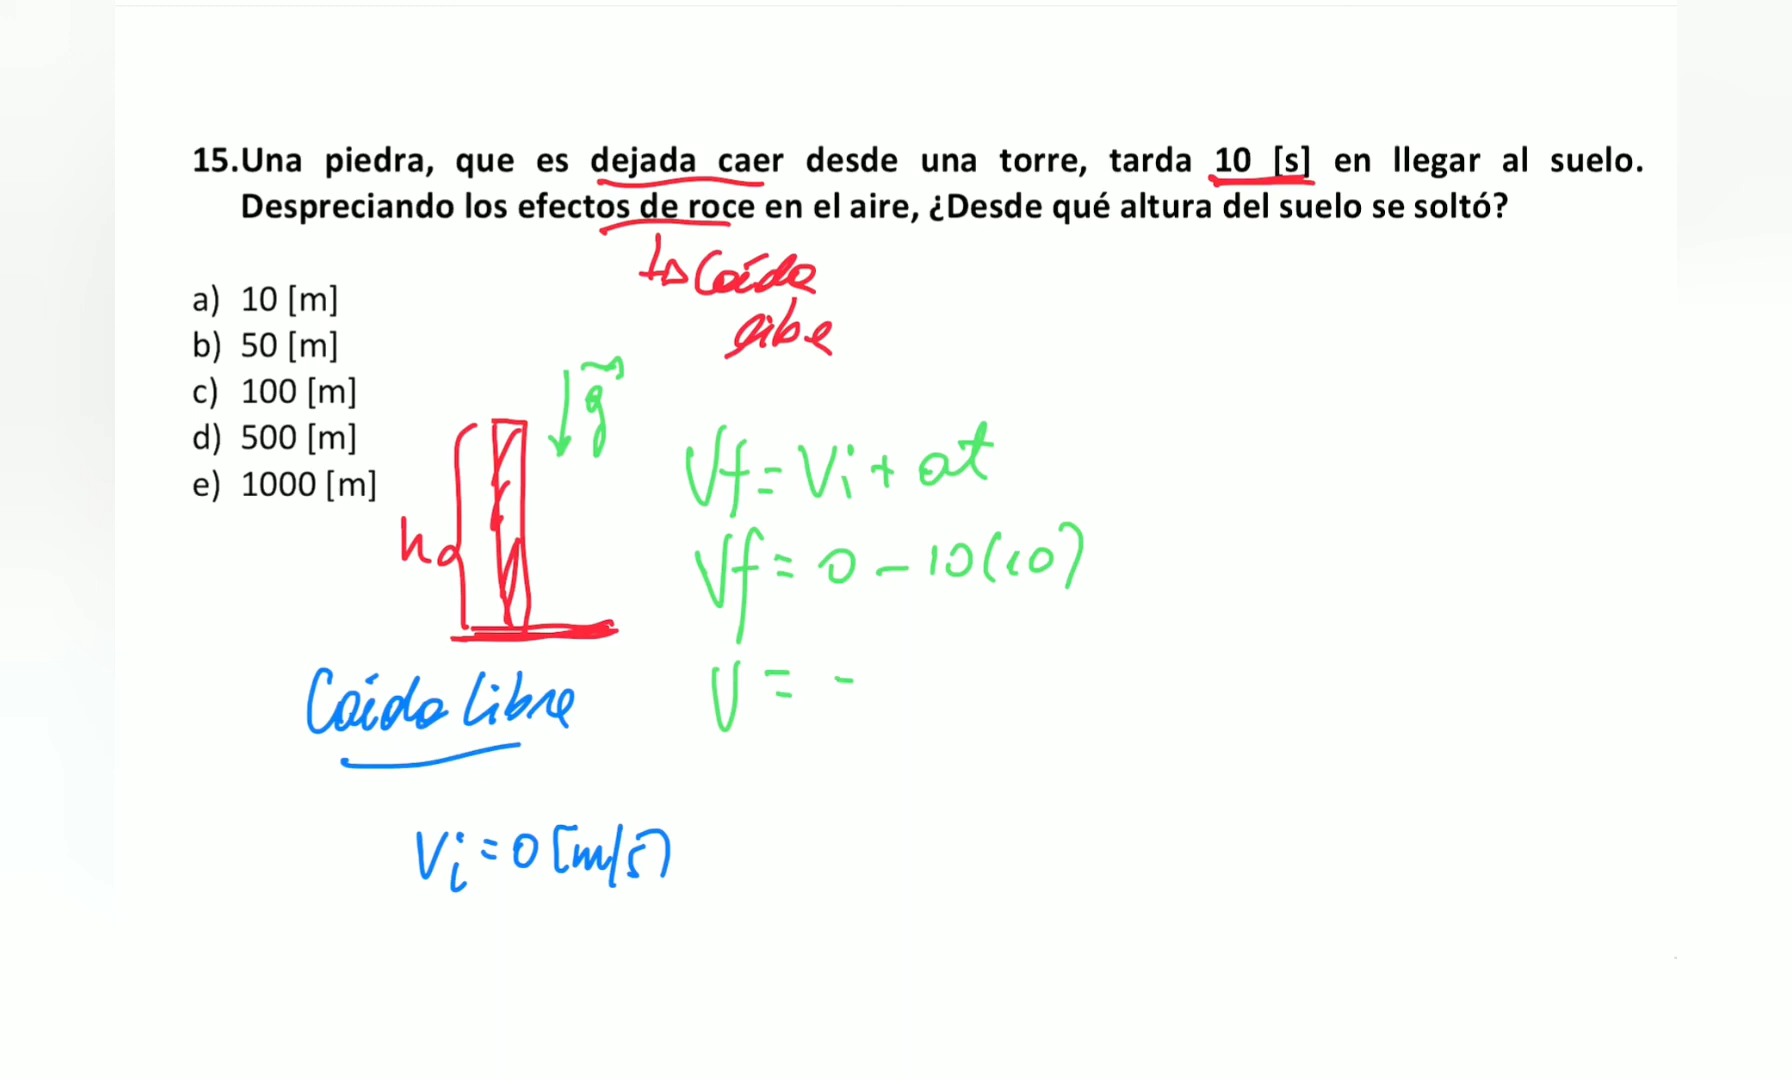 15.Una piedra, que es dejada caer desde una torre, tarda 10 [s] en llegar al suelo.
Despreciando los efectos de roce en el aire, ¿Desde qué altura del suelo se soltó?
Caída
libre
a) 10 [m]
b) 50 [m]
c) 100 [m]
d) 500 [m]
e) 1000 [m]
g
h
Vf = Vi + at
Vf = 0 - 10(10)
V = -
Caída Libre
Vi = 0 [m/s]